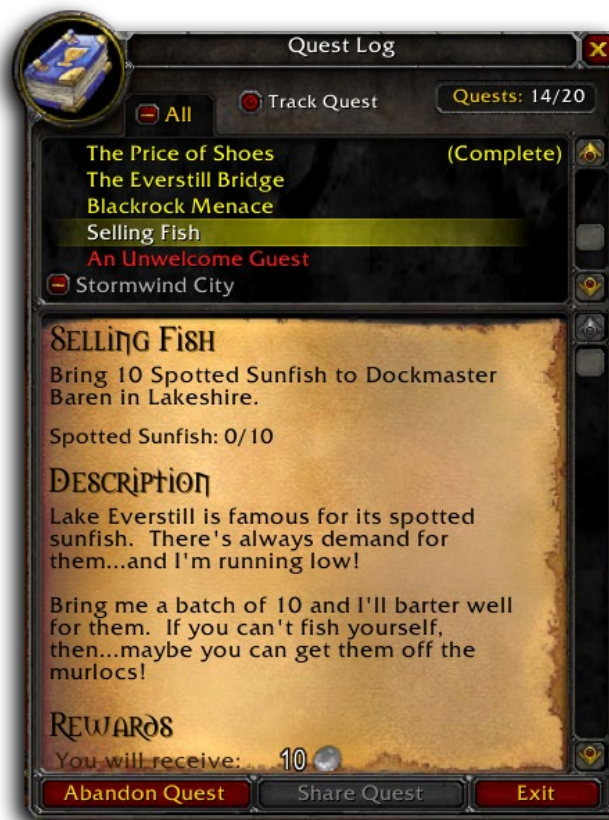 Quest Log
All
Track Quest
Quests: 14/20
The Price of Shoes (Complete)
The Everstill Bridge
Blackrock Menace
Selling Fish
An Unwelcome Guest
Stormwind City
Selling Fish
Bring 10 Spotted Sunfish to Dockmaster
Baren in Lakeshire.
Spotted Sunfish: 0/10
Description
Lake Everstill is famous for its spotted
sunfish.  There's always demand for
them...and I'm running low!
Bring me a batch of 10 and I'll barter well
for them.  If you can't fish yourself,
then...maybe you can get them off the
murlocs!
Rewards
You will receive: 10
Abandon Quest
Share Quest
Exit